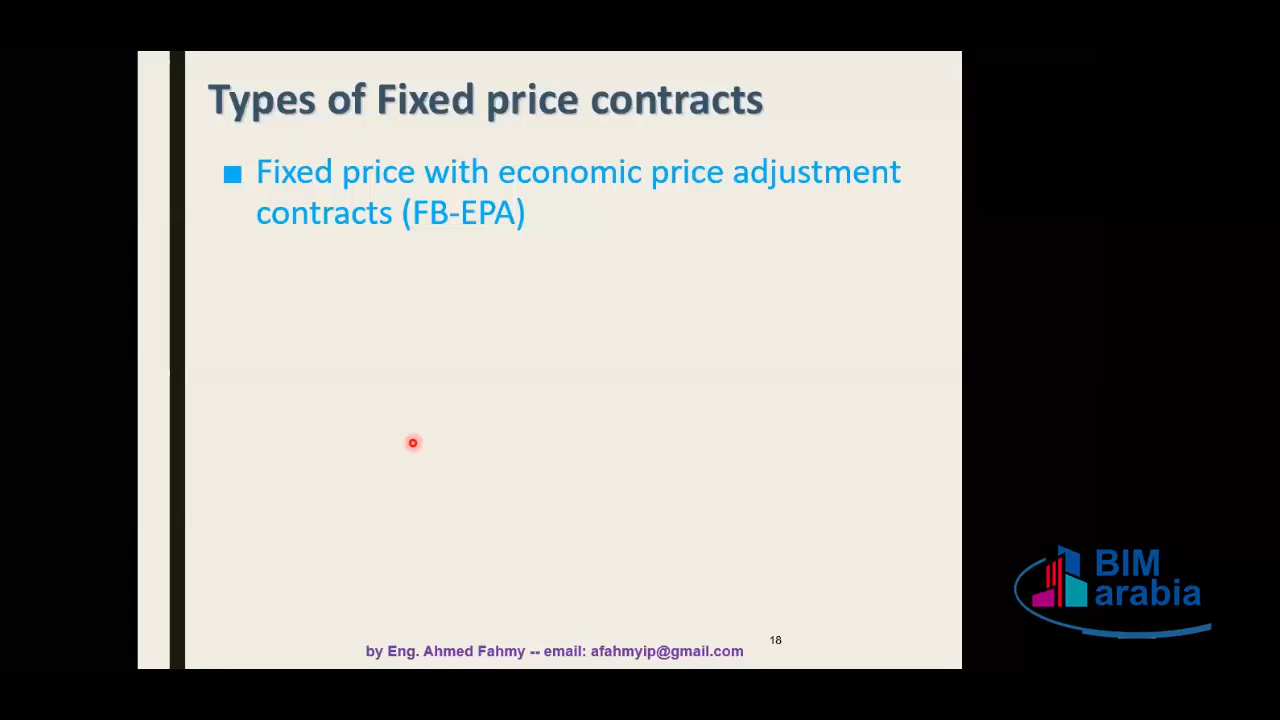 Types of Fixed price contracts
■ Fixed price with economic price adjustment
contracts (FB-EPA)
18
by Eng. Ahmed Fahmy -- email: afahmyip@gmail.com
BIM
arabia